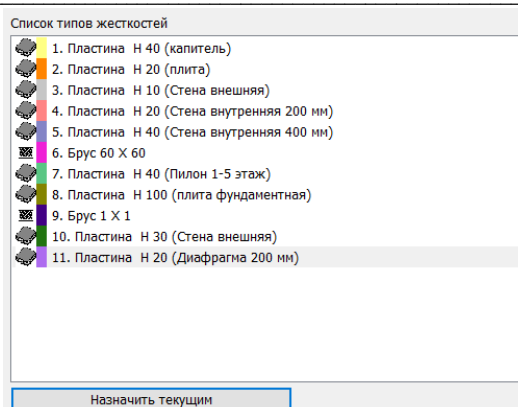 Список типов жесткостей
1. Пластина H 40 (капитель)
2. Пластина H 20 (плита)
3. Пластина H 10 (Стена внешняя)
4. Пластина H 20 (Стена внутренняя 200 мм)
5. Пластина H 40 (Стена внутренняя 400 мм)
6. Брус 60 X 60
7. Пластина H 40 (Пилон 1-5 этаж)
8. Пластина H 100 (плита фундаментная)
9. Брус 1 X 1
10. Пластина H 30 (Стена внешняя)
11. Пластина H 20 (Диафрагма 200 мм)
Назначить текущим